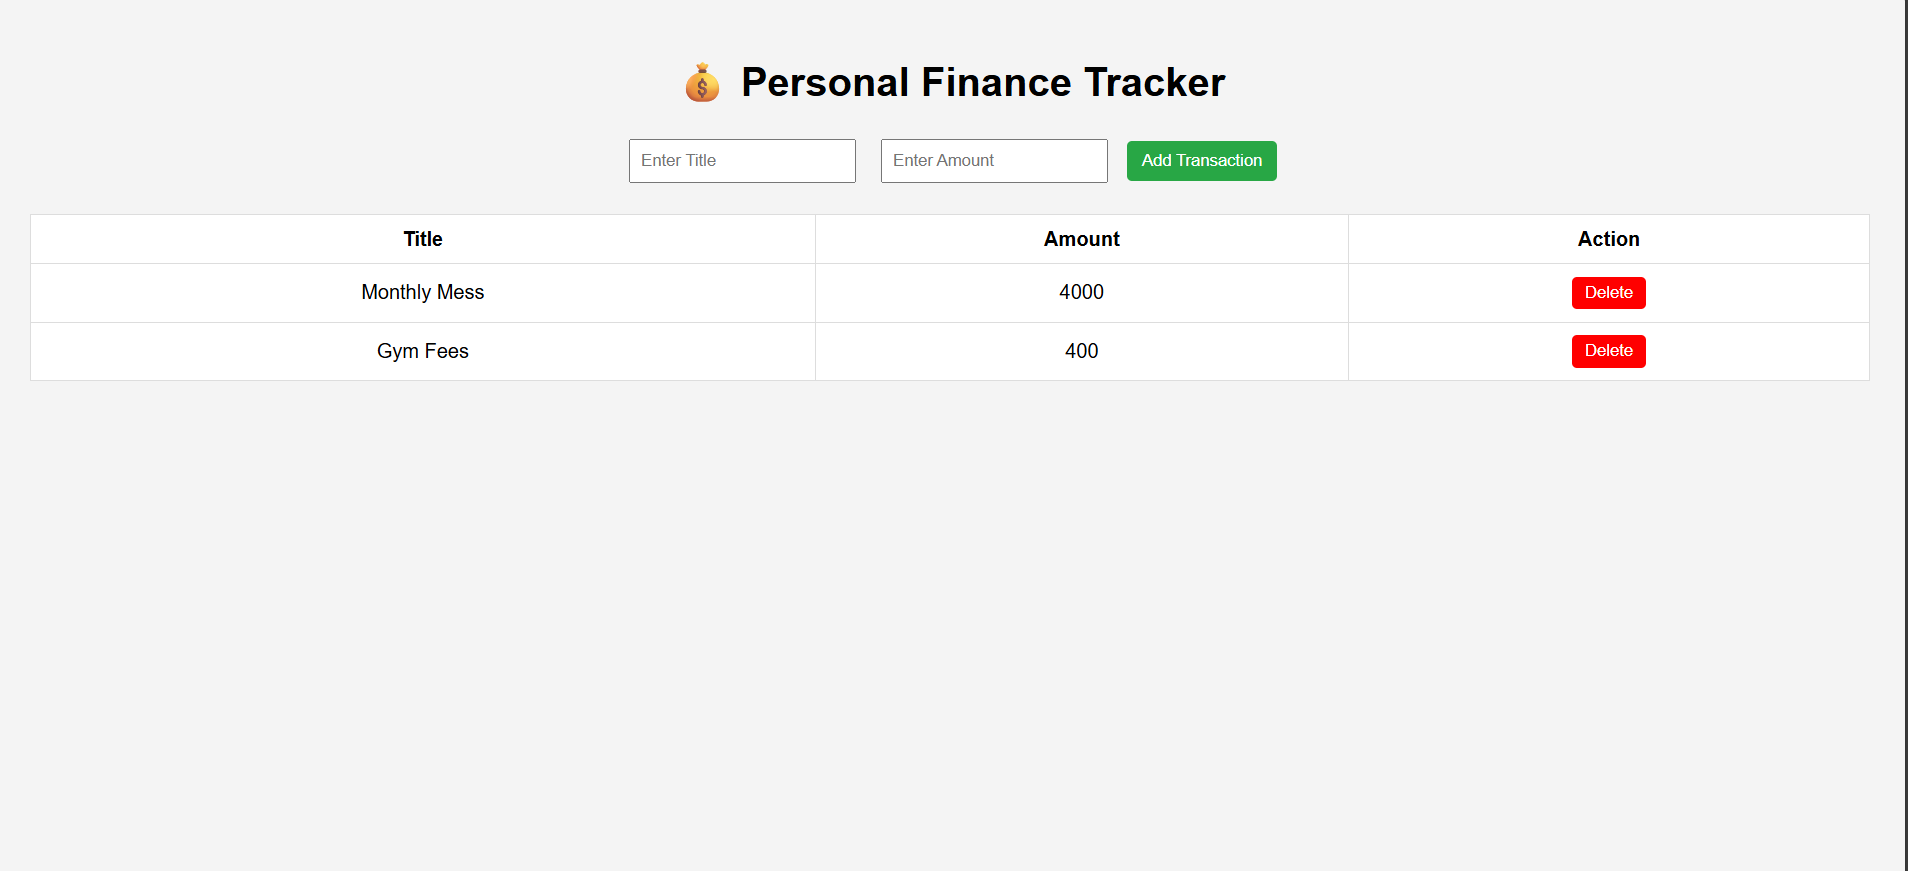 💰 Personal Finance Tracker
Enter Title Enter Amount Add Transaction
Title Amount Action
Monthly Mess 4000 Delete
Gym Fees 400 Delete